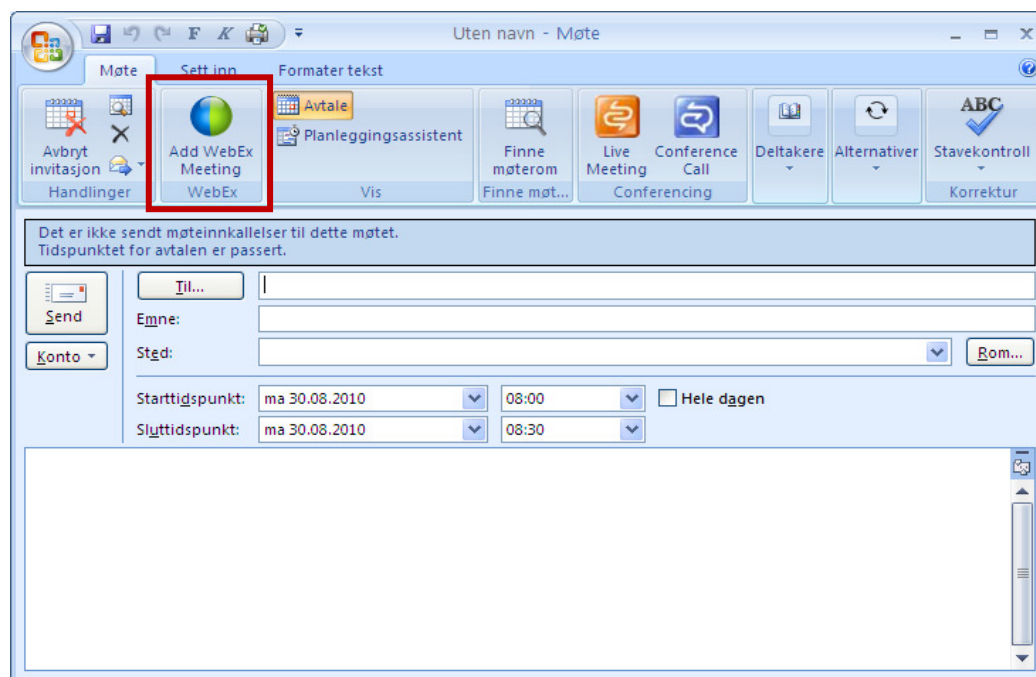 F K
Uten navn - Møte
Møte Sett inn Formater tekst
Avbryt invitasjon
Handlinger
Add WebEx Meeting
WebEx
Avtale
Planleggingsassistent
Vis
Finne møterom
Finne møt...
Live Meeting
Conference Call
Conferencing
Deltakere
Alternativer
ABC
Stavekontroll
Korrektur
Det er ikke sendt møteinnkallelser til dette møtet.
Tidspunktet for avtalen er passert.
Send
Konto
Til...
Emne:
Sted:
Rom...
Starttidspunkt: ma 30.08.2010 08:00 Hele dagen
Sluttidspunkt: ma 30.08.2010 08:30